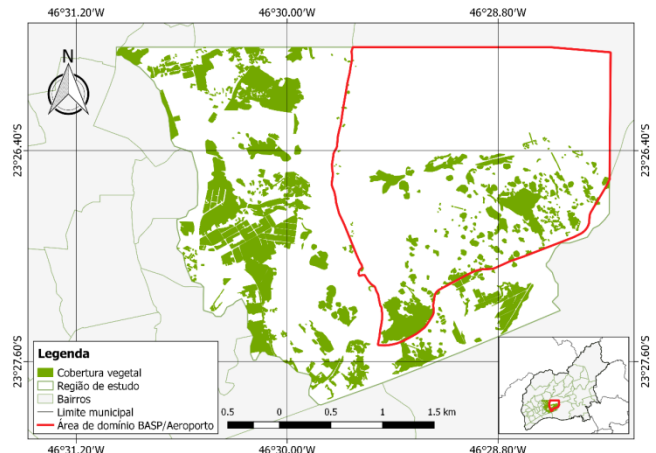 46°31.20'O 46°30.00'O 46°28.80'O
N
23°26.40'S 23°26.40'S
23°27.60'S 23°27.60'S
Legenda
Cobertura vegetal
Região de estudo
Bairros
Limite municipal
Área de domínio BASP/Aeroporto
0.5 0 0.5 1 1.5 km
46°31.20'O 46°30.00'O 46°28.80'O